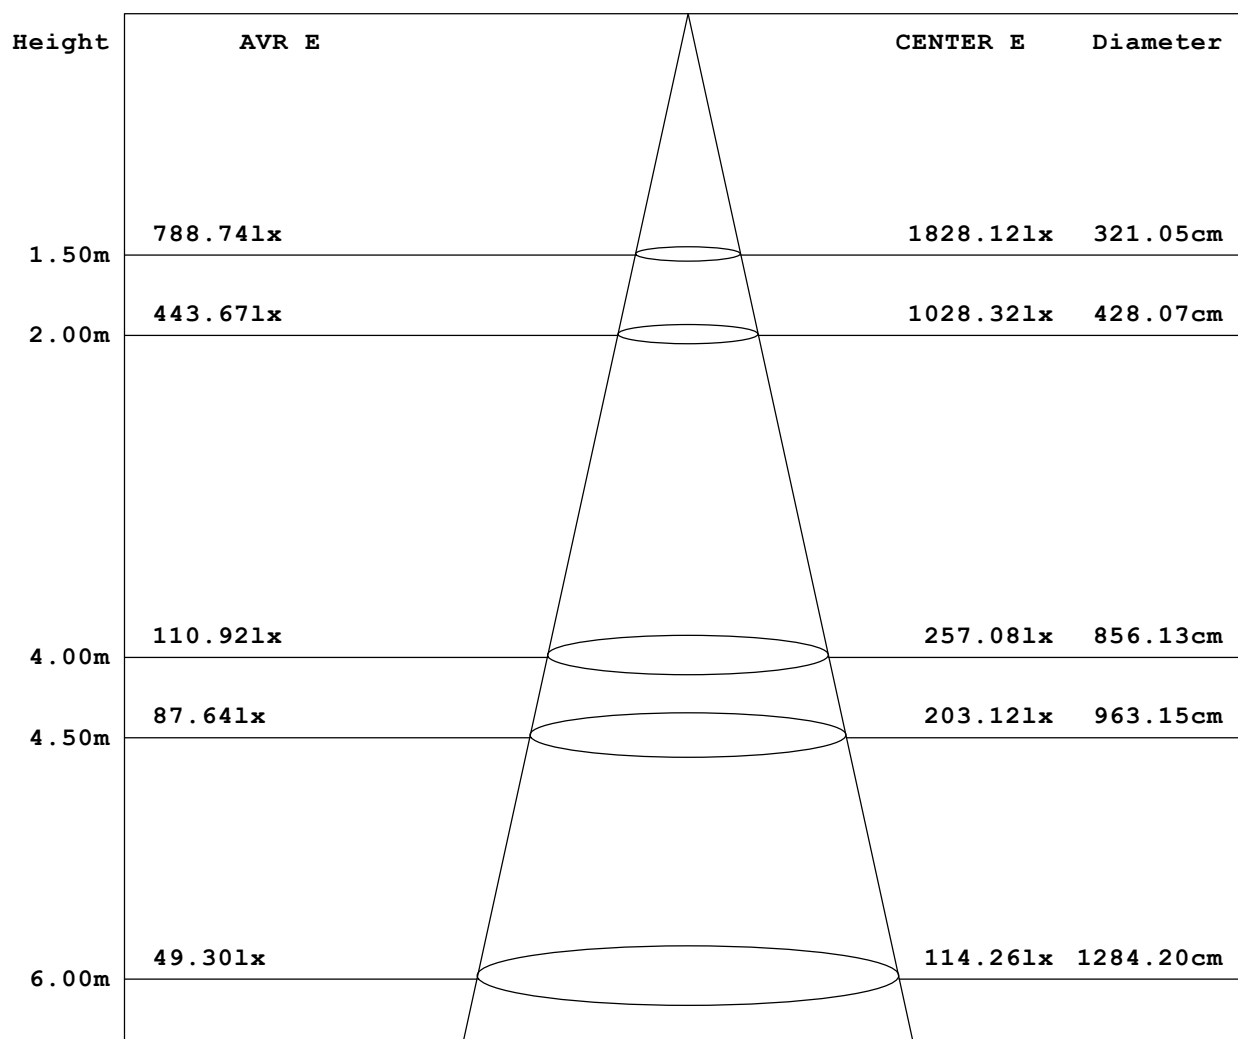 Height AVR E CENTER E Diameter
788.74lx 1828.12lx 321.05cm
1.50m
443.67lx 1028.32lx 428.07cm
2.00m
110.92lx 257.08lx 856.13cm
4.00m
87.64lx 203.12lx 963.15cm
4.50m
49.30lx 114.26lx 1284.20cm
6.00m